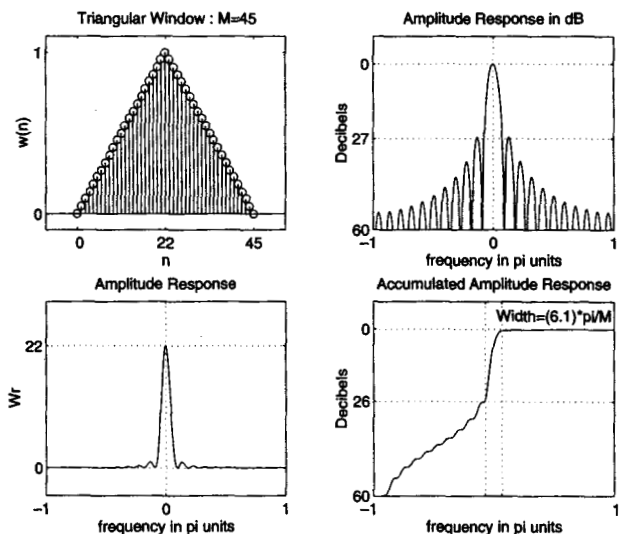 Triangular Window : M=45
1
w(n)
0
0
22
45
n
Amplitude Response in dB
0
Decibels
27
60
-1
0
1
frequency in pi units
Amplitude Response
22
Wr
0
-1
0
1
frequency in pi units
Accumulated Amplitude Response
Width=(6.1)*pi/M
0
Decibels
26
60
-1
1
frequency in pi units